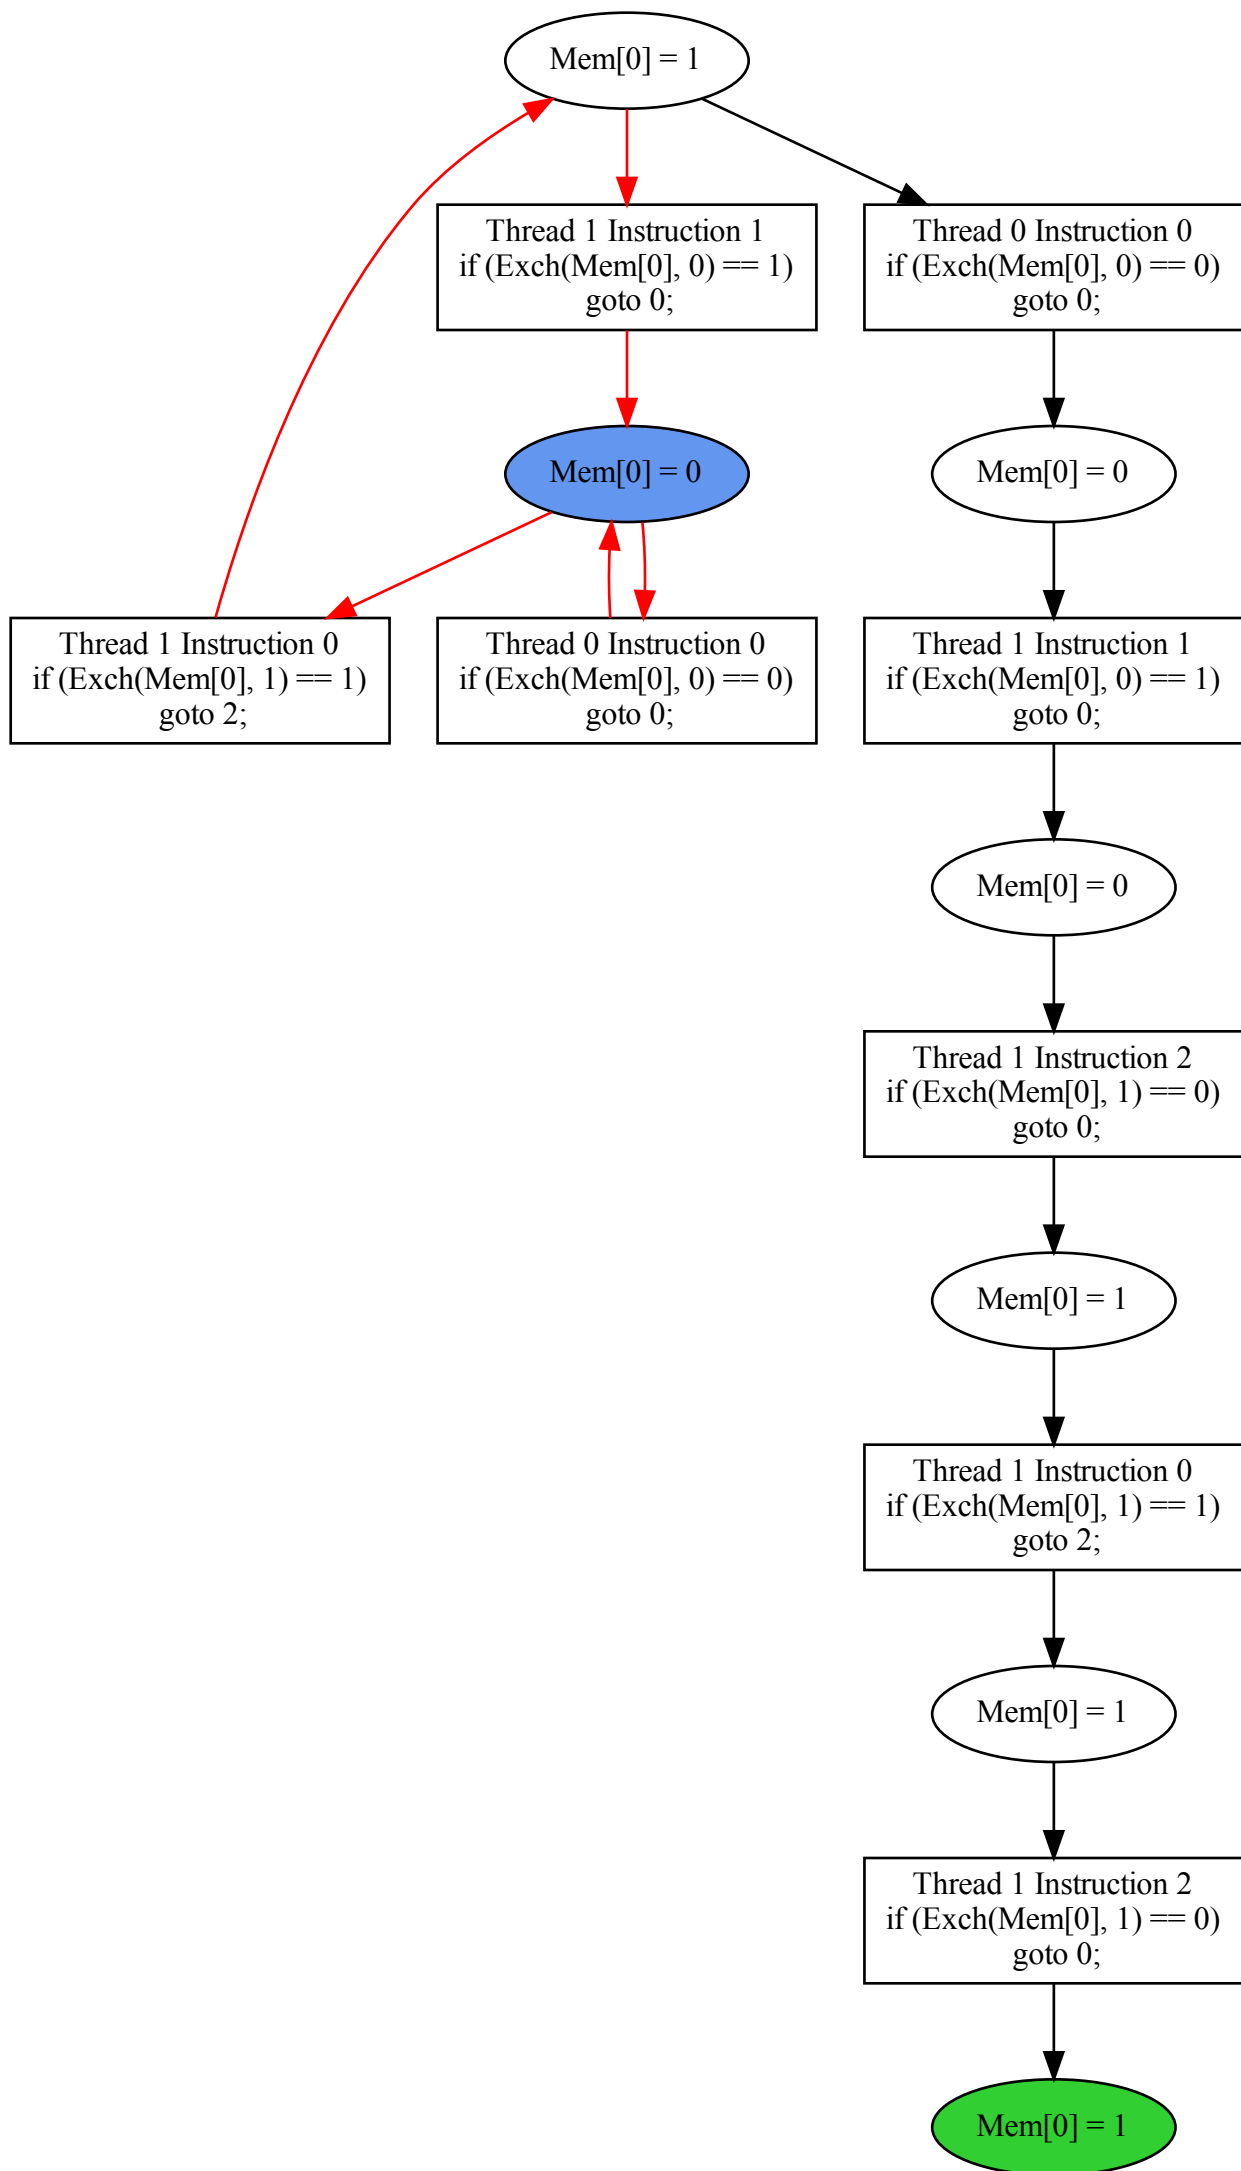 Mem[0] = 1
Thread 1 Instruction 1
if (Exch(Mem[0], 0) == 1)
goto 0;
Thread 0 Instruction 0
if (Exch(Mem[0], 0) == 0)
goto 0;
Mem[0] = 0
Mem[0] = 0
Thread 1 Instruction 0
if (Exch(Mem[0], 1) == 1)
goto 2;
Thread 0 Instruction 0
if (Exch(Mem[0], 0) == 0)
goto 0;
Thread 1 Instruction 1
if (Exch(Mem[0], 0) == 1)
goto 0;
Mem[0] = 0
Thread 1 Instruction 2
if (Exch(Mem[0], 1) == 0)
goto 0;
Mem[0] = 1
Thread 1 Instruction 0
if (Exch(Mem[0], 1) == 1)
goto 2;
Mem[0] = 1
Thread 1 Instruction 2
if (Exch(Mem[0], 1) == 0)
goto 0;
Mem[0] = 1